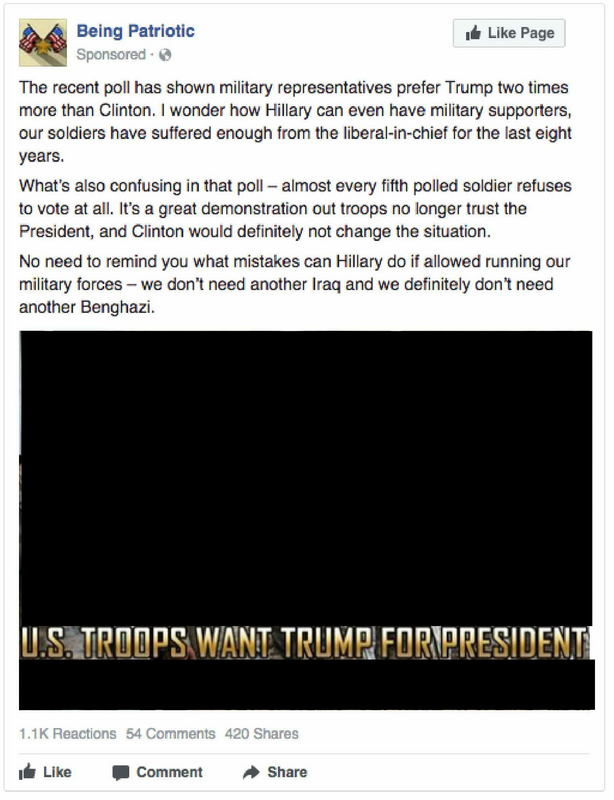 Being Patriotic
Like Page
Sponsored ·
The recent poll has shown military representatives prefer Trump two times
more than Clinton. I wonder how Hillary can even have military supporters,
our soldiers have suffered enough from the liberal-in-chief for the last eight
years.
What's also confusing in that poll – almost every fifth polled soldier refuses
to vote at all. It's a great demonstration out troops no longer trust the
President, and Clinton would definitely not change the situation.
No need to remind you what mistakes can Hillary do if allowed running our
military forces – we don't need another Iraq and we definitely don't need
another Benghazi.
U.S. TROOPS WANT TRUMP FOR PRESIDENT
1.1K Reactions 54 Comments 420 Shares
Like Comment Share